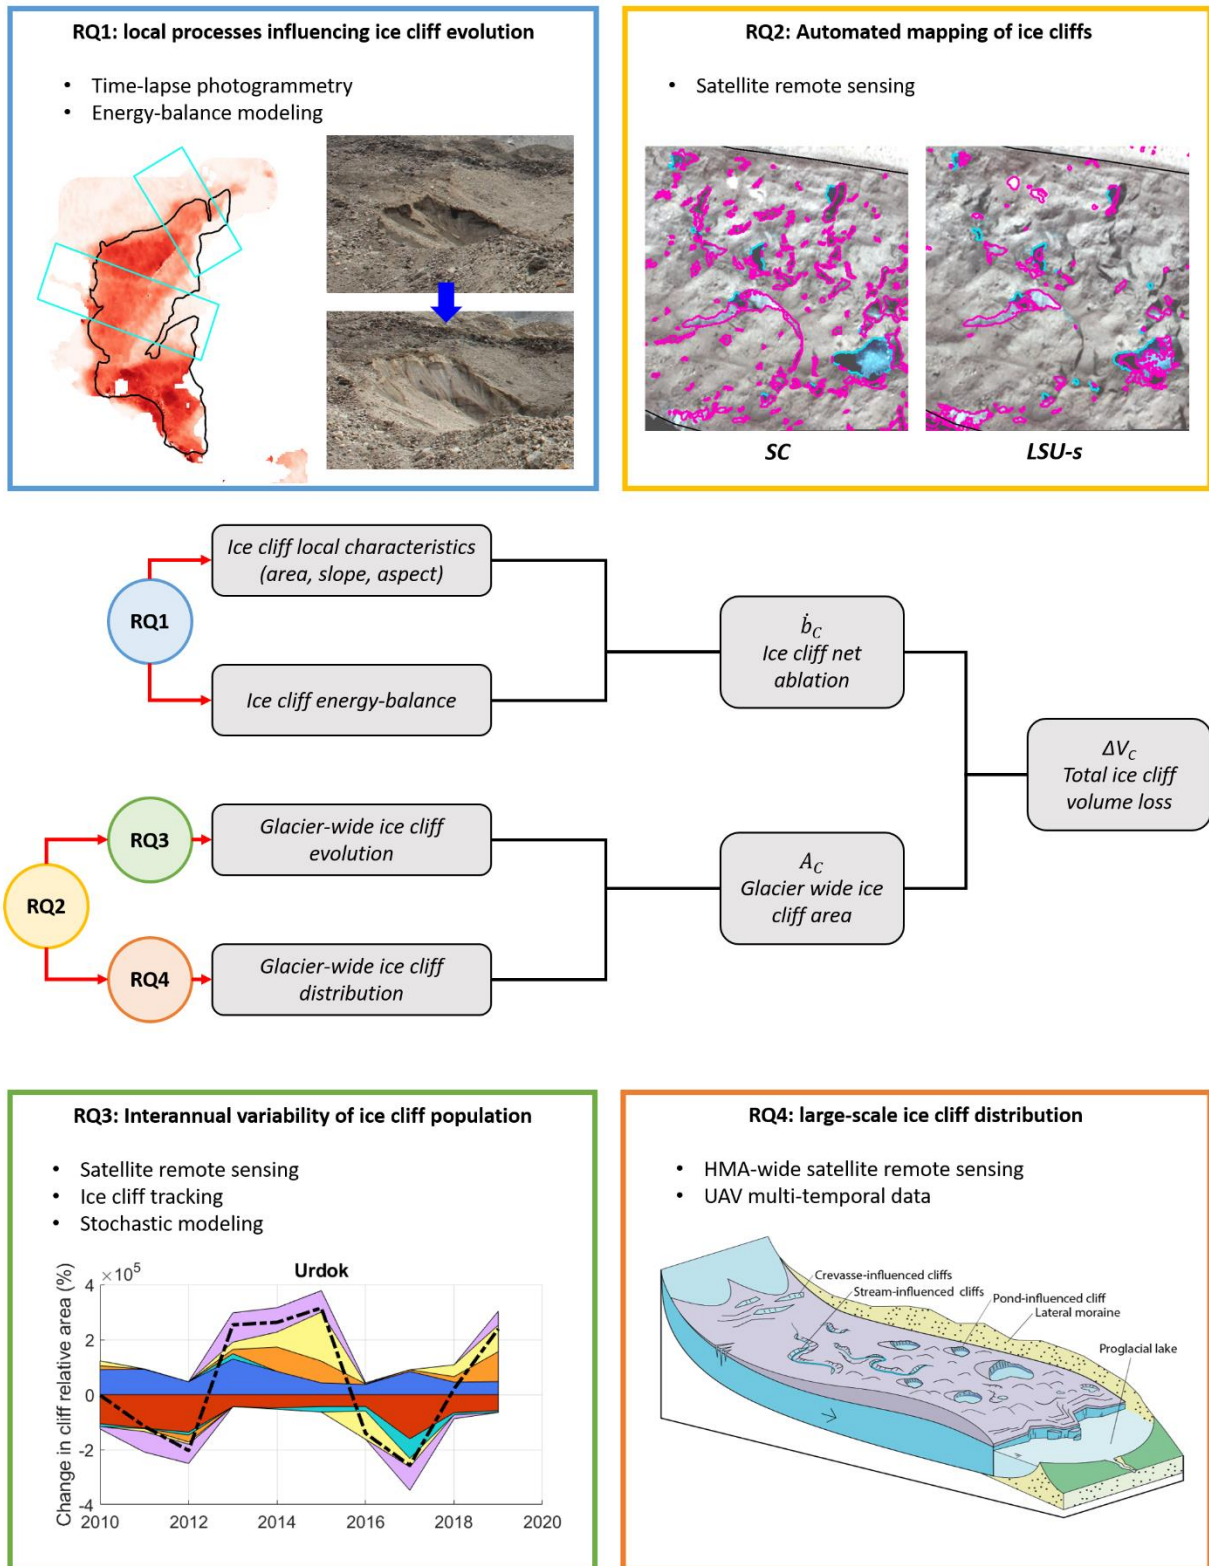 RQ1: local processes influencing ice cliff evolution
• Time-lapse photogrammetry
• Energy-balance modeling
RQ2: Automated mapping of ice cliffs
• Satellite remote sensing
SC
LSU-s
RQ1
Ice cliff local characteristics
(area, slope, aspect)
Ice cliff energy-balance
ḃ_C
Ice cliff net
ablation
ΔV_C
Total ice cliff
volume loss
RQ2
RQ3
Glacier-wide ice cliff
evolution
RQ4
Glacier-wide ice cliff
distribution
A_C
Glacier wide ice
cliff area
RQ3: Interannual variability of ice cliff population
• Satellite remote sensing
• Ice cliff tracking
• Stochastic modeling
Urdok
×10⁵
Change in cliff relative area (%)
4
2
0
-2
-4
2010
2012
2014
2016
2018
2020
RQ4: large-scale ice cliff distribution
• HMA-wide satellite remote sensing
• UAV multi-temporal data
Crevasse-influenced cliffs
Stream-influenced cliffs
Pond-influenced cliff
Lateral moraine
Proglacial lake